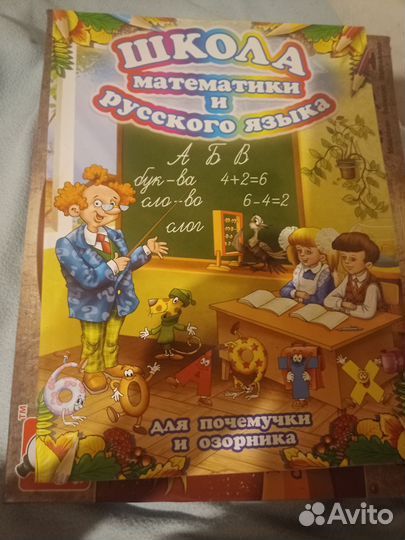 ШКОЛА
математики
и
русского языка
А Б В
бук-ва 4+2=6
сло--во 6-4=2
слог
для почемучки
и озорника
TM
Avito